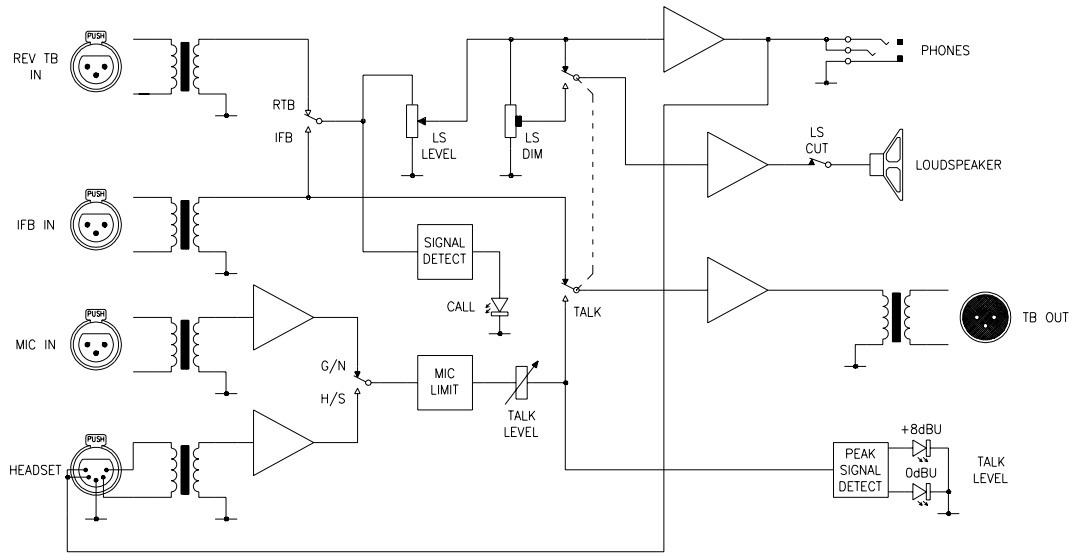 PUSH
REV TB
IN
RTB
IFB
LS
LEVEL
LS
DIM
PHONES
LS
CUT
LOUDSPEAKER
PUSH
IFB IN
SIGNAL
DETECT
CALL
TALK
TB OUT
PUSH
MIC IN
G/N
H/S
MIC
LIMIT
TALK
LEVEL
PUSH
HEADSET
PEAK
SIGNAL
DETECT
+8dBU
0dBU
TALK
LEVEL